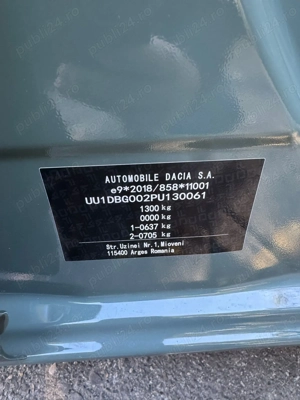 AUTOMOBILE DACIA S.A.
e9*2018/858*11001
UU1DBG002PU130061
1300 kg
0000 kg
1-0637 kg
2-0705 kg
Str.Uzinei Nr.1,Mioveni
115400 Arges Romania